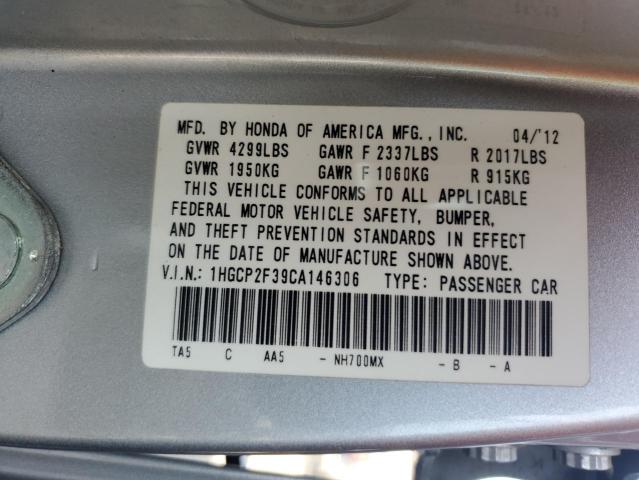 MFD. BY HONDA OF AMERICA MFG., INC. 04/'12
GVWR 4299LBS GAWR F 2337LBS R 2017LBS
GVWR 1950KG GAWR F 1060KG R 915KG
THIS VEHICLE CONFORMS TO ALL APPLICABLE
FEDERAL MOTOR VEHICLE SAFETY, BUMPER,
AND THEFT PREVENTION STANDARDS IN EFFECT
ON THE DATE OF MANUFACTURE SHOWN ABOVE.
V.I.N.: 1HGCP2F39CA146306 TYPE: PASSENGER CAR
TA5 C AA5 - NH700MX - B - A